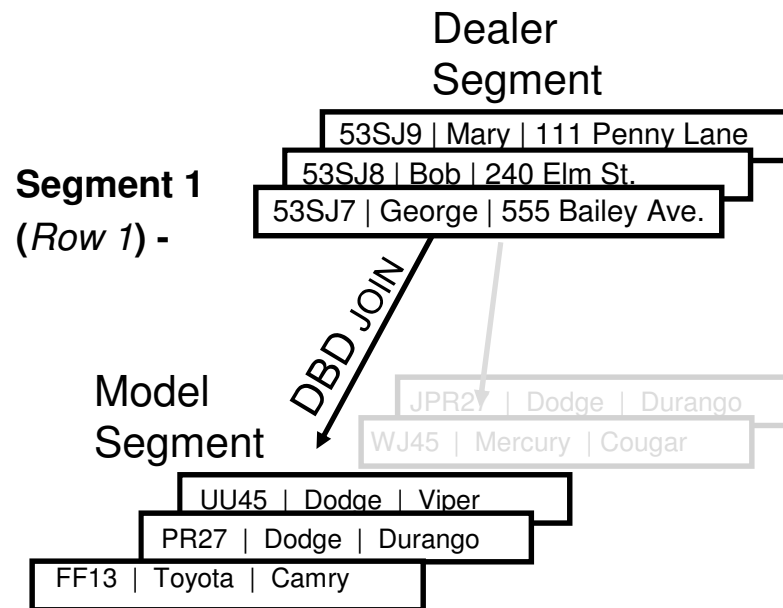 Dealer
Segment
53SJ9 | Mary | 111 Penny Lane
Segment 1
53SJ8 | Bob | 240 Elm St.
(Row 1) -
53SJ7 | George | 555 Bailey Ave.
DBD JOIN
Model
Segment
JPR27 | Dodge | Durango
WJ45 | Mercury | Cougar
UU45 | Dodge | Viper
PR27 | Dodge | Durango
FF13 | Toyota | Camry